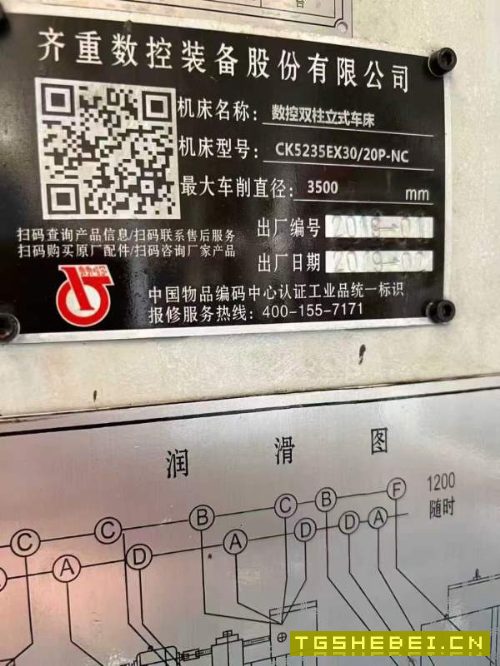 齐重数控装备股份有限公司
机床名称: 数控双柱立式车床
机床型号: CK5235EX30/20P-NC
最大车削直径: 3500 mm
出厂编号
出厂日期
扫码查询产品信息/扫码联系售后服务
扫码购买原厂配件/扫码咨询厂家产品
中国物品编码中心认证工业品统一标识
报修服务热线: 400-155-7171
润滑图
1200
随时
F
B
C
B
C
C
A
D
D
A
D
A
TGSHEBEI.CN